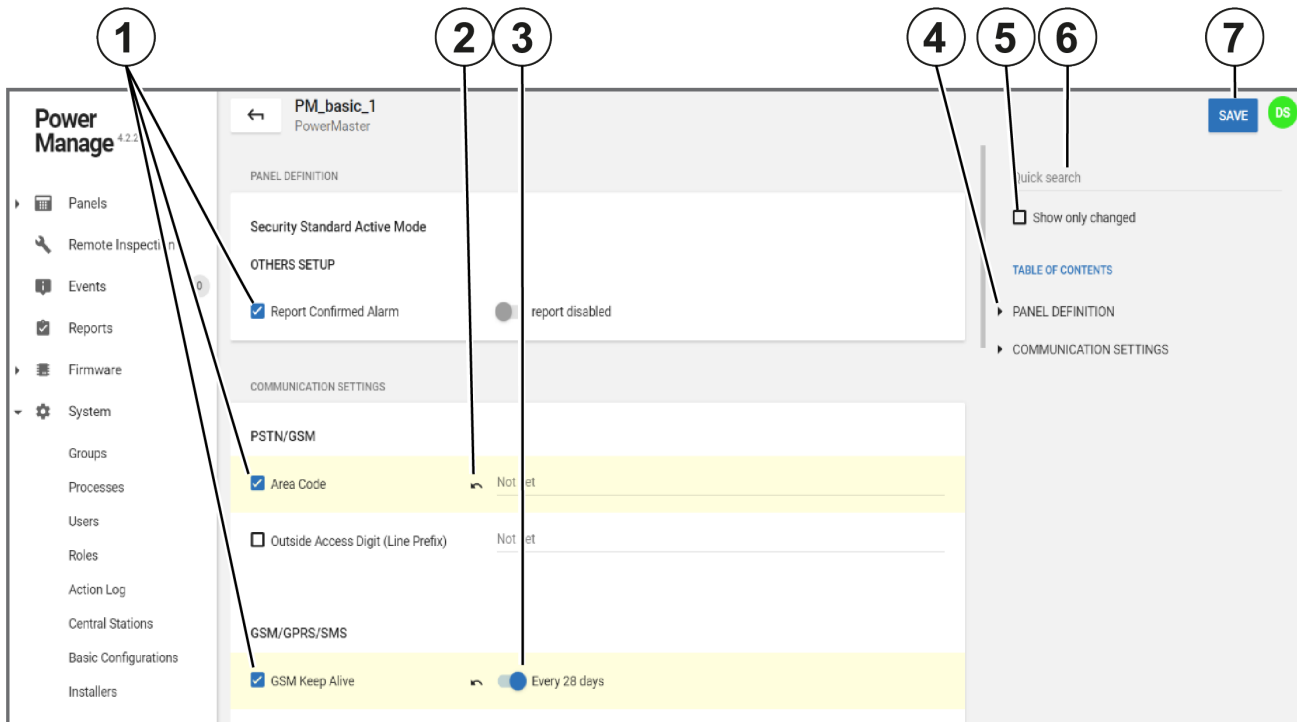 1 2 3 4 5 6 7
Power
Manage 4.2.2
PM_basic_1
PowerMaster
SAVE
DS
PANEL DEFINITION
Quick search
Panels
Security Standard Active Mode
Show only changed
Remote Inspection
OTHERS SETUP
TABLE OF CONTENTS
Events 0
Report Confirmed Alarm report disabled
PANEL DEFINITION
Reports
COMMUNICATION SETTINGS
Firmware
COMMUNICATION SETTINGS
System
PSTN/GSM
Groups
Area Code Not set
Processes
Users
Outside Access Digit (Line Prefix) Not set
Roles
Action Log
Central Stations
GSM/GPRS/SMS
Basic Configurations
GSM Keep Alive Every 28 days
Installers